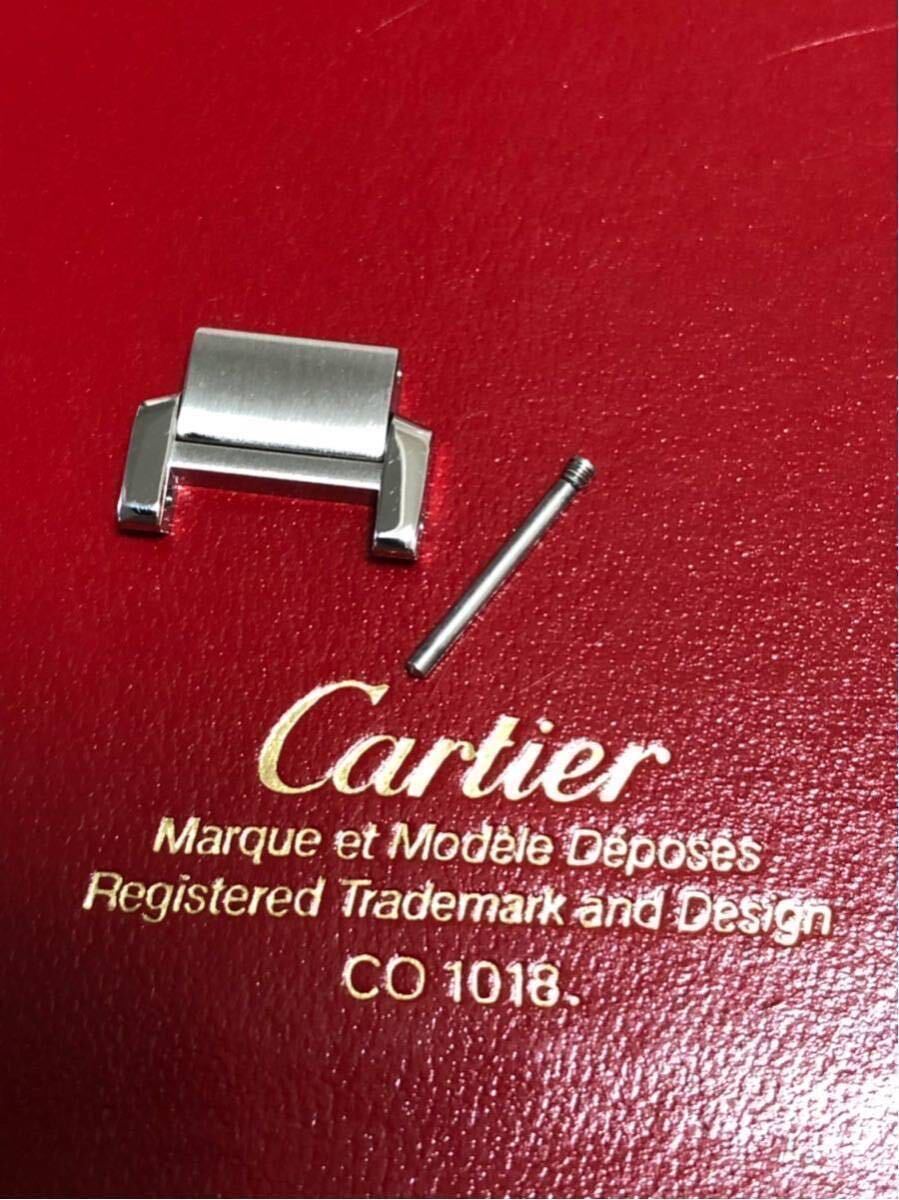 Cartier
Marque et Modèle Déposés
Registered Trademark and Design
CO 1018.